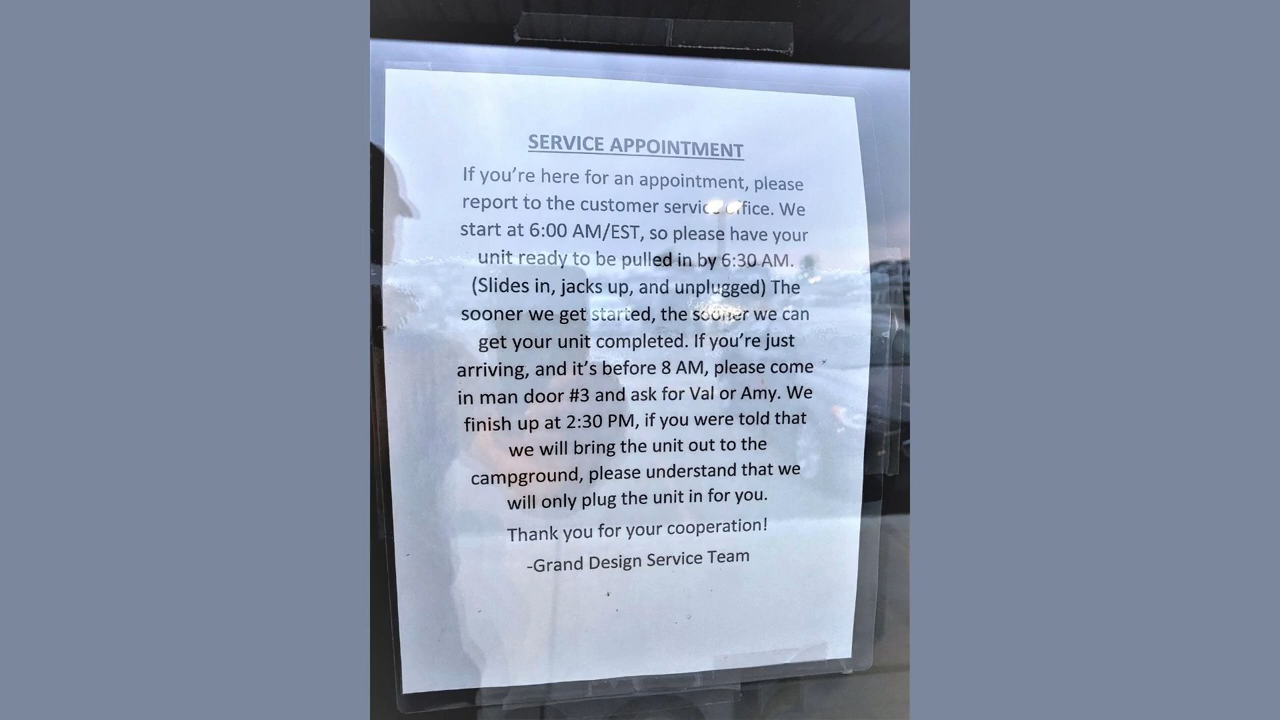 SERVICE APPOINTMENT
If you're here for an appointment, please
report to the customer service office. We
start at 6:00 AM/EST, so please have your
unit ready to be pulled in by 6:30 AM.
(Slides in, jacks up, and unplugged) The
sooner we get started, the sooner we can
get your unit completed. If you're just
arriving, and it's before 8 AM, please come
in man door #3 and ask for Val or Amy. We
finish up at 2:30 PM, if you were told that
we will bring the unit out to the
campground, please understand that we
will only plug the unit in for you.
Thank you for your cooperation!
-Grand Design Service Team